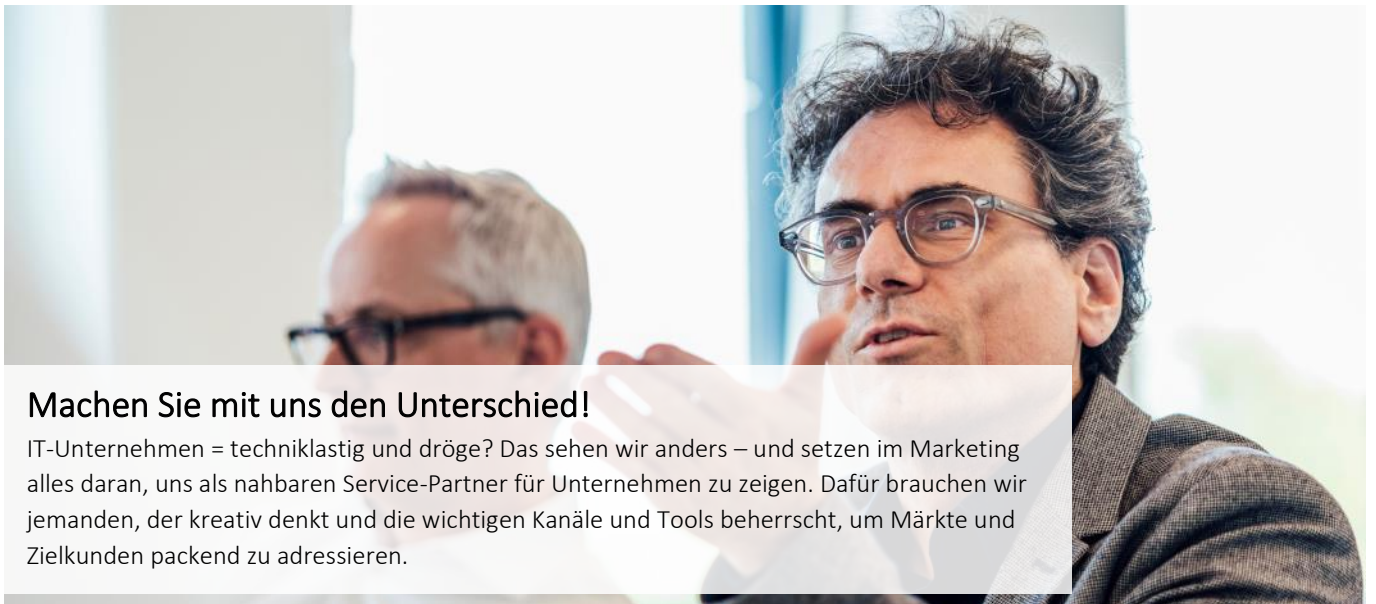 Machen Sie mit uns den Unterschied!
IT-Unternehmen = techniklastig und dröge? Das sehen wir anders – und setzen im Marketing
alles daran, uns als nahbaren Service-Partner für Unternehmen zu zeigen. Dafür brauchen wir
jemanden, der kreativ denkt und die wichtigen Kanäle und Tools beherrscht, um Märkte und
Zielkunden packend zu adressieren.